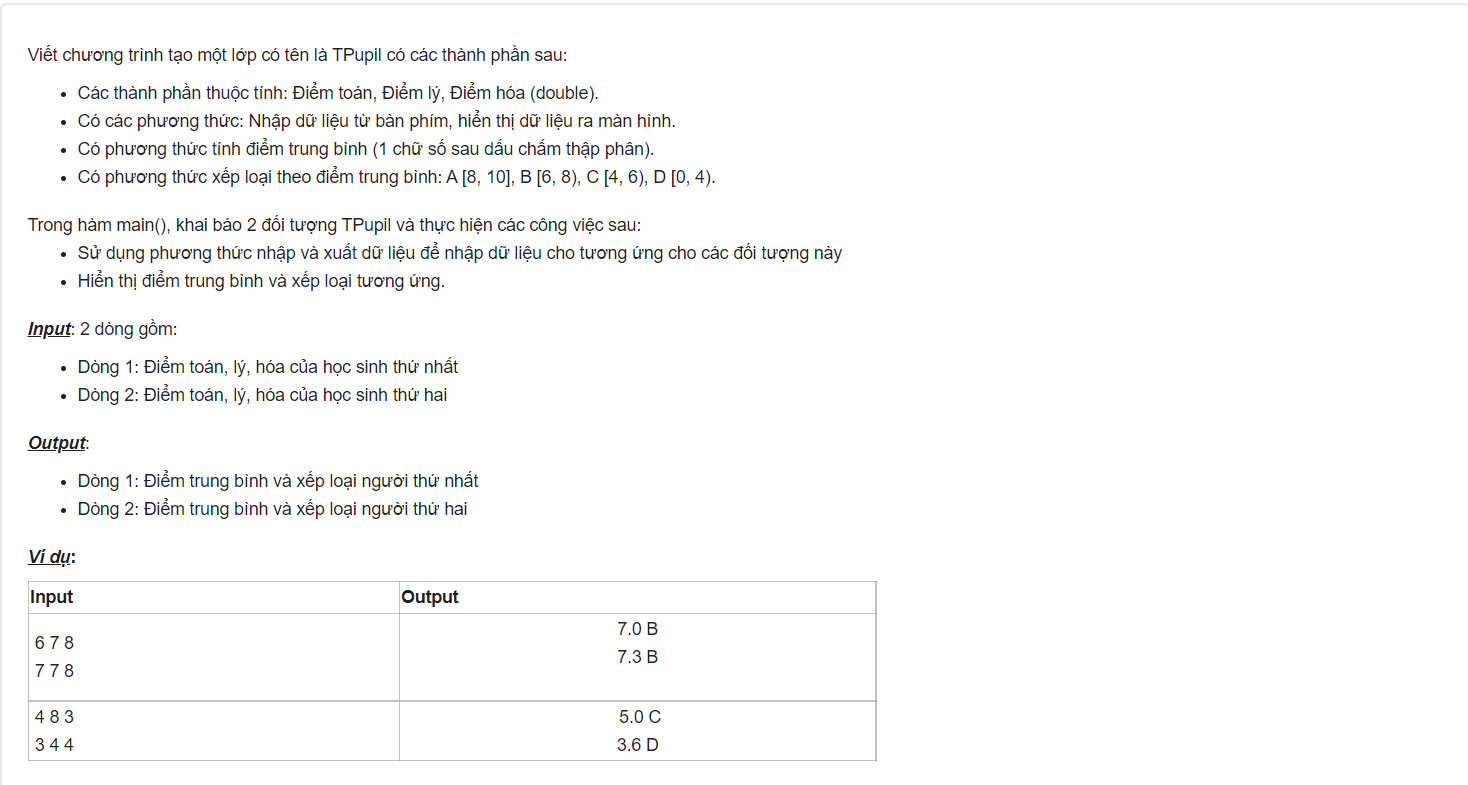 Viết chương trình tạo một lớp có tên là TPupil có các thành phần sau:
• Các thành phần thuộc tính: Điểm toán, Điểm lý, Điểm hóa (double).
• Có các phương thức: Nhập dữ liệu từ bàn phím, hiển thị dữ liệu ra màn hình.
• Có phương thức tính điểm trung bình (1 chữ số sau dấu chấm thập phân).
• Có phương thức xếp loại theo điểm trung bình: A [8, 10], B [6, 8), C [4, 6), D [0, 4).
Trong hàm main(), khai báo 2 đối tượng TPupil và thực hiện các công việc sau:
• Sử dụng phương thức nhập và xuất dữ liệu để nhập dữ liệu cho tương ứng cho các đối tượng này
• Hiển thị điểm trung bình và xếp loại tương ứng.
Input: 2 dòng gồm:
• Dòng 1: Điểm toán, lý, hóa của học sinh thứ nhất
• Dòng 2: Điểm toán, lý, hóa của học sinh thứ hai
Output:
• Dòng 1: Điểm trung bình và xếp loại người thứ nhất
• Dòng 2: Điểm trung bình và xếp loại người thứ hai
Ví dụ:
Input Output
6 7 8 7.0 B
7 7 8 7.3 B
4 8 3 5.0 C
3 4 4 3.6 D